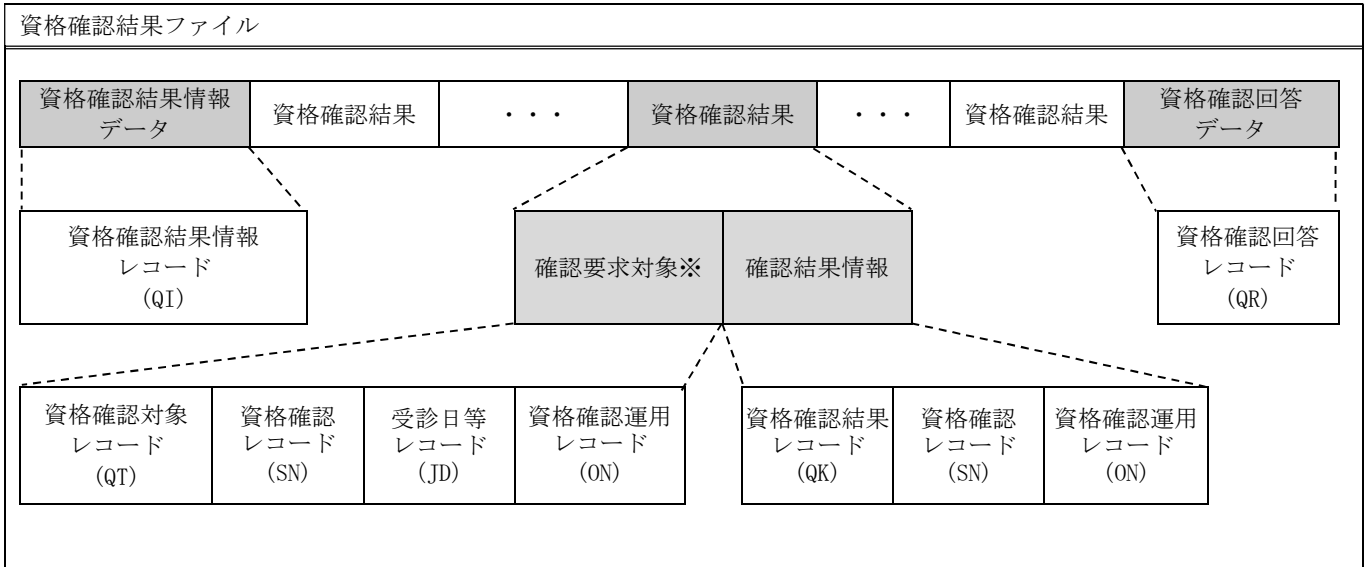 資格確認結果ファイル
資格確認結果情報
データ
資格確認結果
・・・
資格確認結果
・・・
資格確認結果
資格確認回答
データ
資格確認結果情報
レコード
(QI)
確認要求対象※
確認結果情報
資格確認回答
レコード
(QR)
資格確認対象
レコード
(QT)
資格確認
レコード
(SN)
受診日等
レコード
(JD)
資格確認運用
レコード
(ON)
資格確認結果
レコード
(QK)
資格確認
レコード
(SN)
資格確認運用
レコード
(ON)